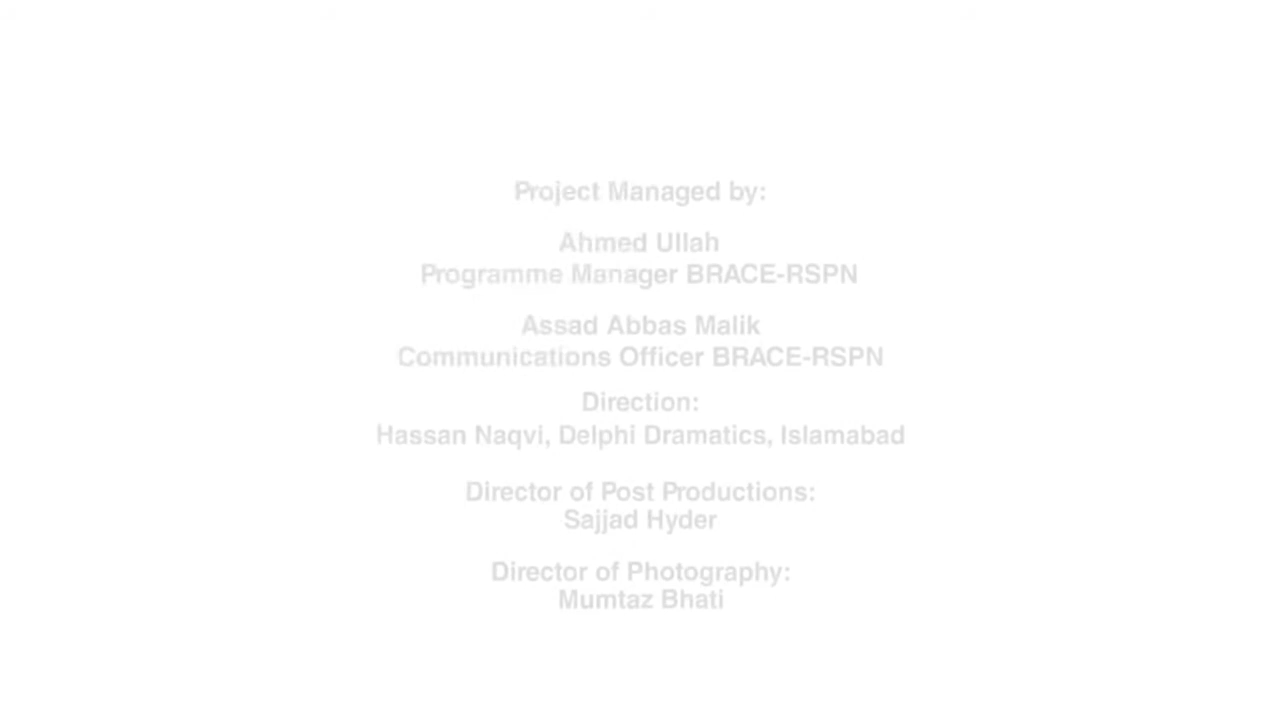 Project Managed by:
Ahmed Ullah
Programme Manager BRACE-RSPN
Assad Abbas Malik
Communications Officer BRACE-RSPN
Direction:
Hassan Naqvi, Delphi Dramatics, Islamabad
Director of Post Productions:
Sajjad Hyder
Director of Photography:
Mumtaz Bhati